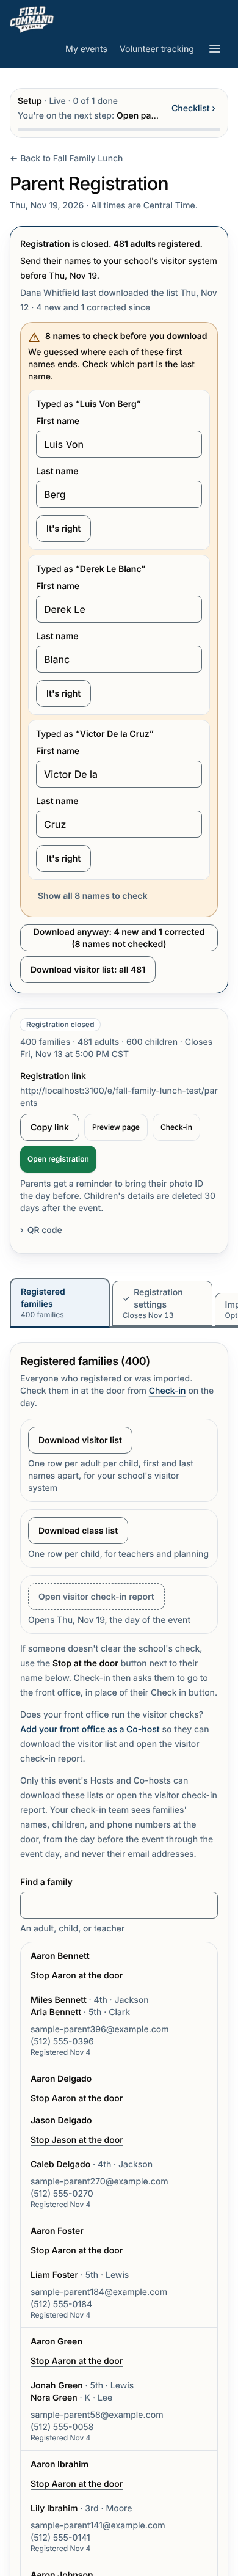 FIELD
COMMAND
EVENTS
My events Volunteer tracking
Setup · Live · 0 of 1 done
You're on the next step: Open pa...
Checklist ›
← Back to Fall Family Lunch
Parent Registration
Thu, Nov 19, 2026 · All times are Central Time.
Registration is closed. 481 adults registered.
Send their names to your school's visitor system
before Thu, Nov 19.
Dana Whitfield last downloaded the list Thu, Nov
12 · 4 new and 1 corrected since
8 names to check before you download
We guessed where each of these first
names ends. Check which part is the last
name.
Typed as “Luis Von Berg”
First name
Luis Von
Last name
Berg
It's right
Typed as “Derek Le Blanc”
First name
Derek Le
Last name
Blanc
It's right
Typed as “Victor De la Cruz”
First name
Victor De la
Last name
Cruz
It's right
Show all 8 names to check
Download anyway: 4 new and 1 corrected
(8 names not checked)
Download visitor list: all 481
Registration closed
400 families · 481 adults · 600 children · Closes
Fri, Nov 13 at 5:00 PM CST
Registration link
http://localhost:3100/e/fall-family-lunch-test/par
ents
Copy link
Preview page
Check-in
Open registration
Parents get a reminder to bring their photo ID
the day before. Children's details are deleted 30
days after the event.
› QR code
Registered
families
400 families
✓ Registration
settings
Closes Nov 13
Imp
Opt
Registered families (400)
Everyone who registered or was imported.
Check them in at the door from Check-in on the
day.
Download visitor list
One row per adult per child, first and last
names apart, for your school's visitor
system
Download class list
One row per child, for teachers and planning
Open visitor check-in report
Opens Thu, Nov 19, the day of the event
If someone doesn't clear the school's check,
use the Stop at the door button next to their
name below. Check-in then asks them to go to
the front office, in place of their Check in button.
Does your front office run the visitor checks?
Add your front office as a Co-host so they can
download the visitor list and open the visitor
check-in report.
Only this event's Hosts and Co-hosts can
download these lists or open the visitor check-in
report. Your check-in team sees families'
names, children, and phone numbers at the
door, from the day before the event through the
event day, and never their email addresses.
Find a family
An adult, child, or teacher
Aaron Bennett
Stop Aaron at the door
Miles Bennett · 4th · Jackson
Aria Bennett · 5th · Clark
sample-parent396@example.com
(512) 555-0396
Registered Nov 4
Aaron Delgado
Stop Aaron at the door
Jason Delgado
Stop Jason at the door
Caleb Delgado · 4th · Jackson
sample-parent270@example.com
(512) 555-0270
Registered Nov 4
Aaron Foster
Stop Aaron at the door
Liam Foster · 5th · Lewis
sample-parent184@example.com
(512) 555-0184
Registered Nov 4
Aaron Green
Stop Aaron at the door
Jonah Green · 5th · Lewis
Nora Green · K · Lee
sample-parent58@example.com
(512) 555-0058
Registered Nov 4
Aaron Ibrahim
Stop Aaron at the door
Lily Ibrahim · 3rd · Moore
sample-parent141@example.com
(512) 555-0141
Registered Nov 4
Aaron Johnson